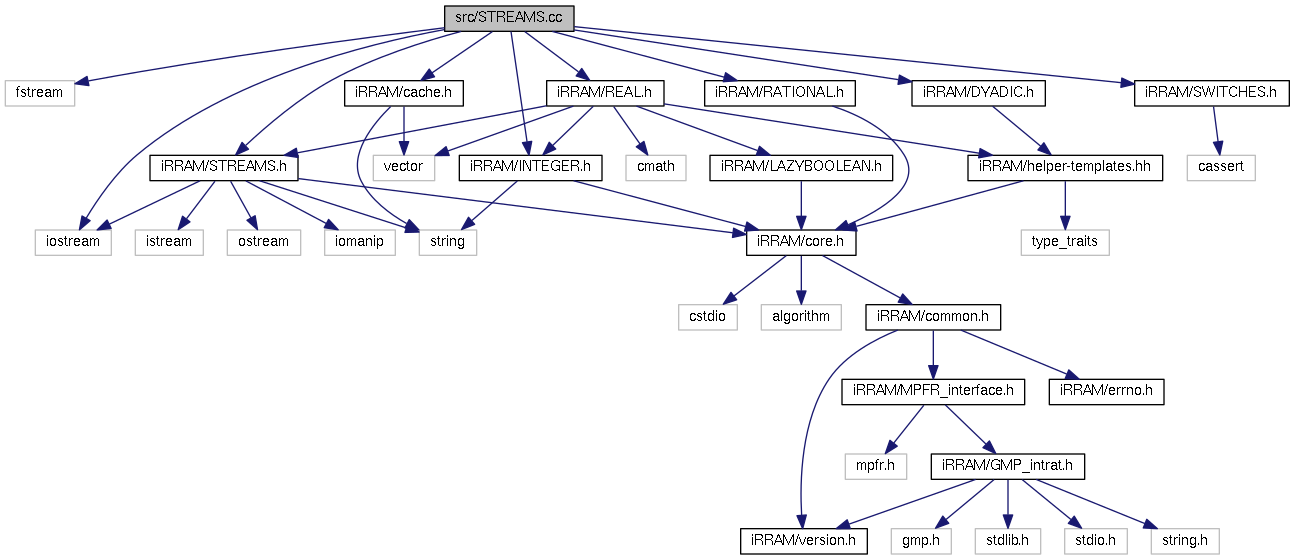 src/STREAMS.cc
fstream
iRRAM/cache.h
iRRAM/REAL.h
iRRAM/RATIONAL.h
iRRAM/DYADIC.h
iRRAM/SWITCHES.h
iRRAM/STREAMS.h
vector
iRRAM/INTEGER.h
cmath
iRRAM/LAZYBOOLEAN.h
iRRAM/helper-templates.hh
cassert
iostream
istream
ostream
iomanip
string
iRRAM/core.h
type_traits
cstdio
algorithm
iRRAM/common.h
iRRAM/MPFR_interface.h
iRRAM/errno.h
mpfr.h
iRRAM/GMP_intrat.h
iRRAM/version.h
gmp.h
stdlib.h
stdio.h
string.h